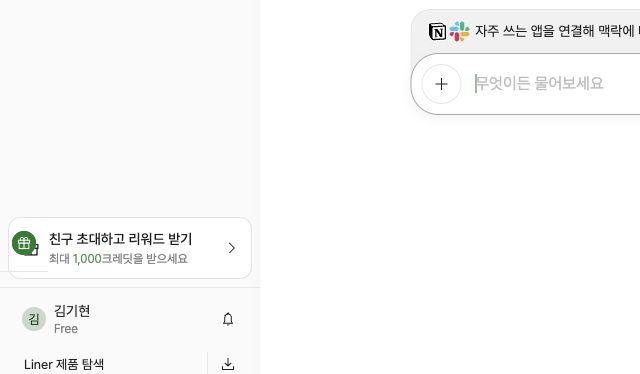 자주 쓰는 앱을 연결해 맥락에
무엇이든 물어보세요
친구 초대하고 리워드 받기
최대 1,000크레딧을 받으세요
김
김기현
Free
Liner 제품 탐색